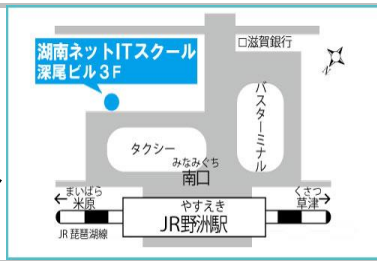 湖南ネットITスクール
深尾ビル3F
□滋賀銀行
N
バスターミナル
タクシー
みなみぐち
南口
まいばら
米原
やすえき
JR野洲駅
くさつ
草津
JR琵琶湖線